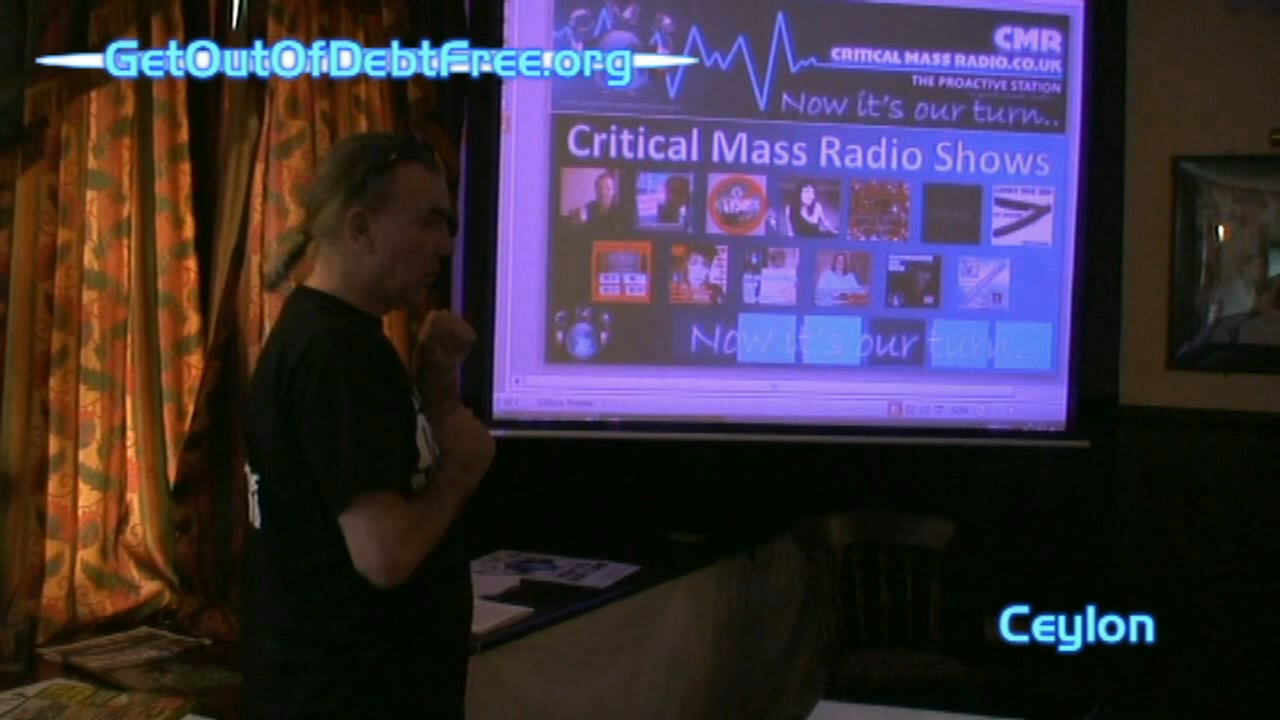 GetOutOfDebtFree.org
CMR
CRITICAL MASS RADIO.CO.UK
THE PROACTIVE STATION
Now it's our turn..
Critical Mass Radio Shows
Now it's our turn..
Ceylon